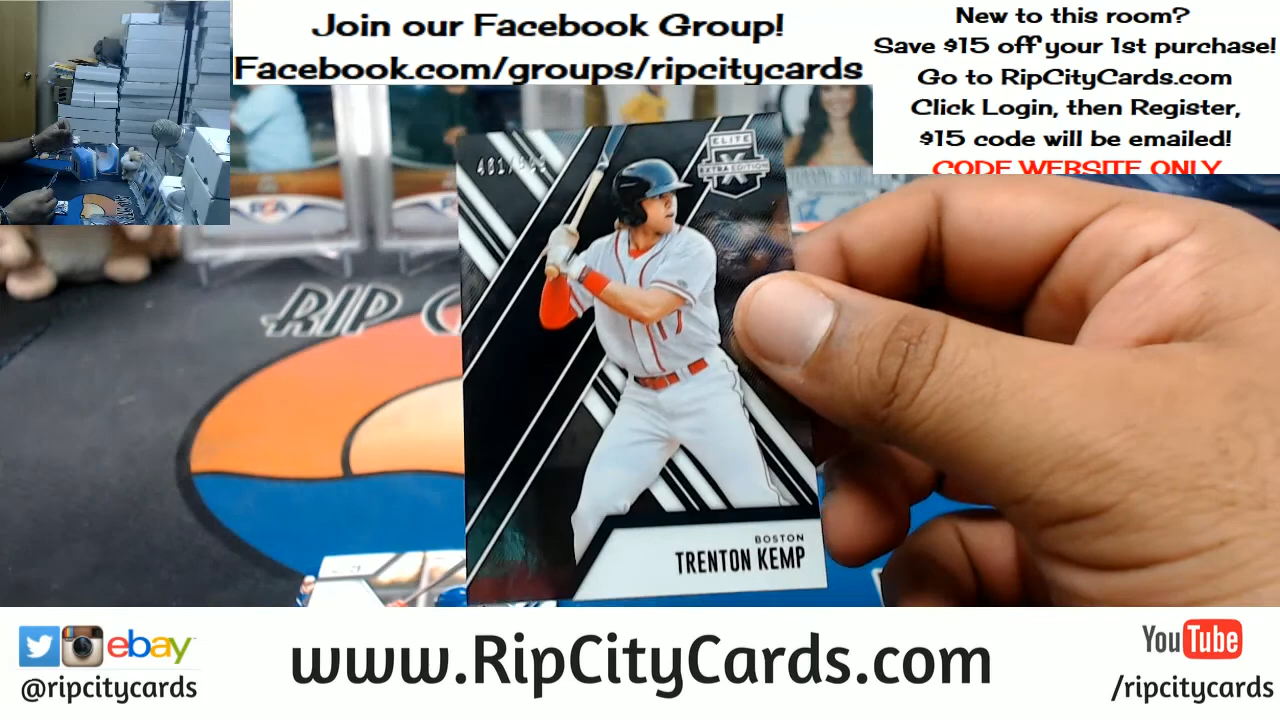 Join our Facebook Group!
Facebook.com/groups/ripcitycards
New to this room?
Save $15 off your 1st purchase!
Go to RipCityCards.com
Click Login, then Register,
$15 code will be emailed!
CODE WEBSITE ONLY
ELITE
EXTRA EDITION
RIP
17
BOSTON
TRENTON KEMP
ebay
@ripcitycards
www.RipCityCards.com
YouTube
/ripcitycards